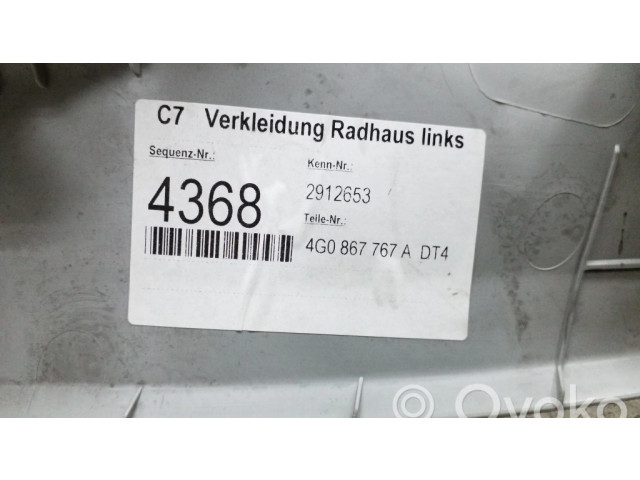 C7 Verkleidung Radhaus links
Sequenz-Nr.:
Kenn-Nr.:
4368
2912653
Teile-Nr.:
4G0 867 767 A DT4
© Ovoko